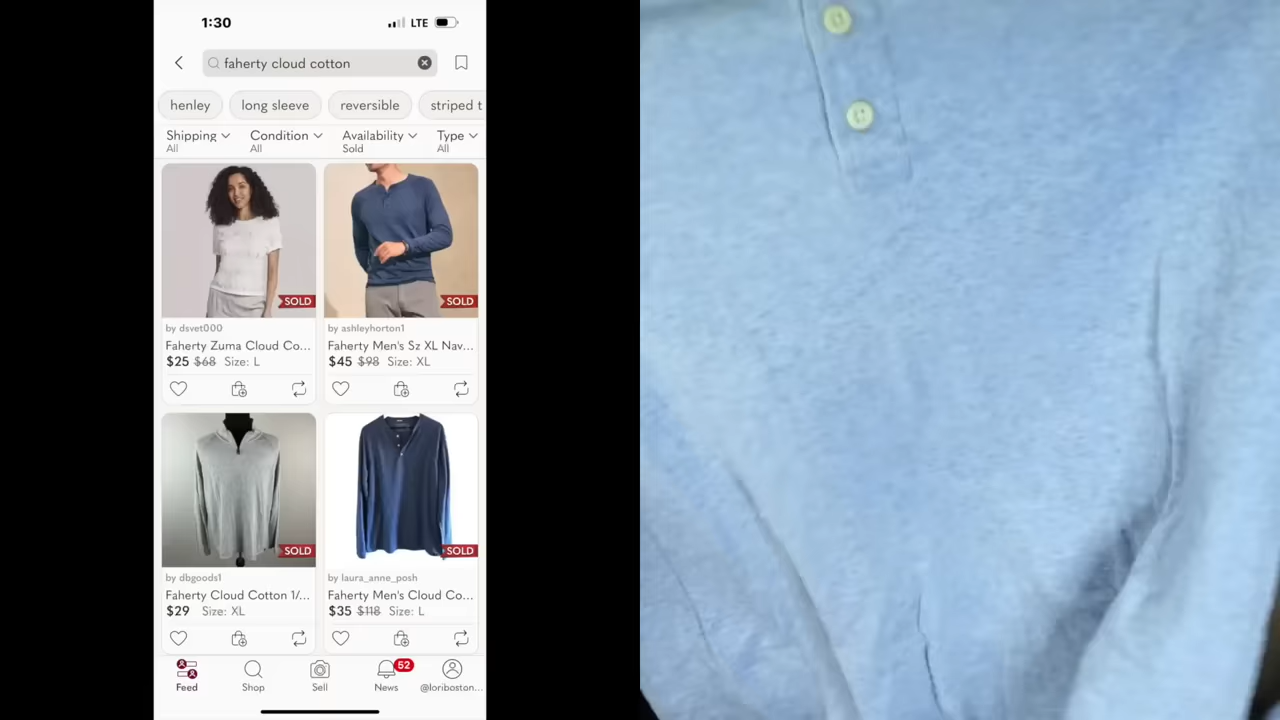 1:30
LTE
faherty cloud cotton
henley
long sleeve
reversible
striped t
Shipping
Condition
Availability
Type
All
All
Sold
All
SOLD
SOLD
by dsvet000
by ashleyhorton1
Faherty Zuma Cloud Co...
Faherty Men's Sz XL Nav...
$25 $68 Size: L
$45 $98 Size: XL
SOLD
SOLD
by dbgoods1
by laura_anne_posh
Faherty Cloud Cotton 1/...
Faherty Men's Cloud Co...
$29 Size: XL
$35 $118 Size: L
52
Feed
Shop
Sell
News
@loriboston...